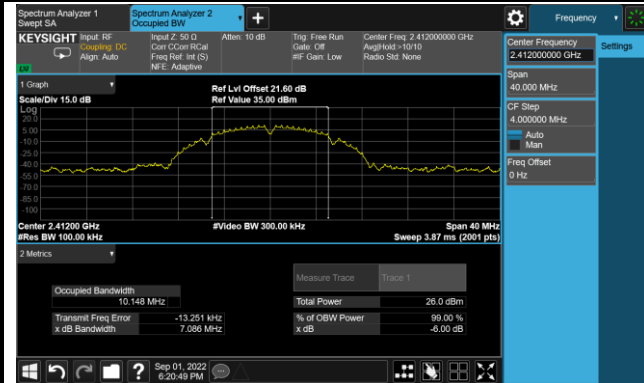 Spectrum Analyzer 1
Swept SA
Spectrum Analyzer 2
Occupied BW
Frequency
KEYSIGHT
Input: RF
Coupling: DC
Align: Auto
Input Z: 50 Ω
Corr CCorr RCal
Freq Ref: Int (S)
NFE: Adaptive
Atten: 10 dB
Trig: Free Run
Gate: Off
#IF Gain: Low
Center Freq: 2.412000000 GHz
Avg|Hold:>10/10
Radio Std: None
Center Frequency
2.412000000 GHz
Settings
Span
40.000 MHz
CF Step
4.000000 MHz
Auto
Man
Freq Offset
0 Hz
1 Graph
Scale/Div 15.0 dB
Ref Lvl Offset 21.60 dB
Ref Value 35.00 dBm
Log
20.0
5.00
-10.0
-25.0
-40.0
-55.0
-70.0
-85.0
-100
Center 2.41200 GHz
#Video BW 300.00 kHz
Span 40 MHz
#Res BW 100.00 kHz
Sweep 3.87 ms (2001 pts)
2 Metrics
Measure Trace
Trace 1
Occupied Bandwidth
10.148 MHz
Total Power
26.0 dBm
Transmit Freq Error
-13.251 kHz
% of OBW Power
99.00 %
x dB Bandwidth
7.086 MHz
x dB
-6.00 dB
?
Sep 01, 2022
6:20:49 PM